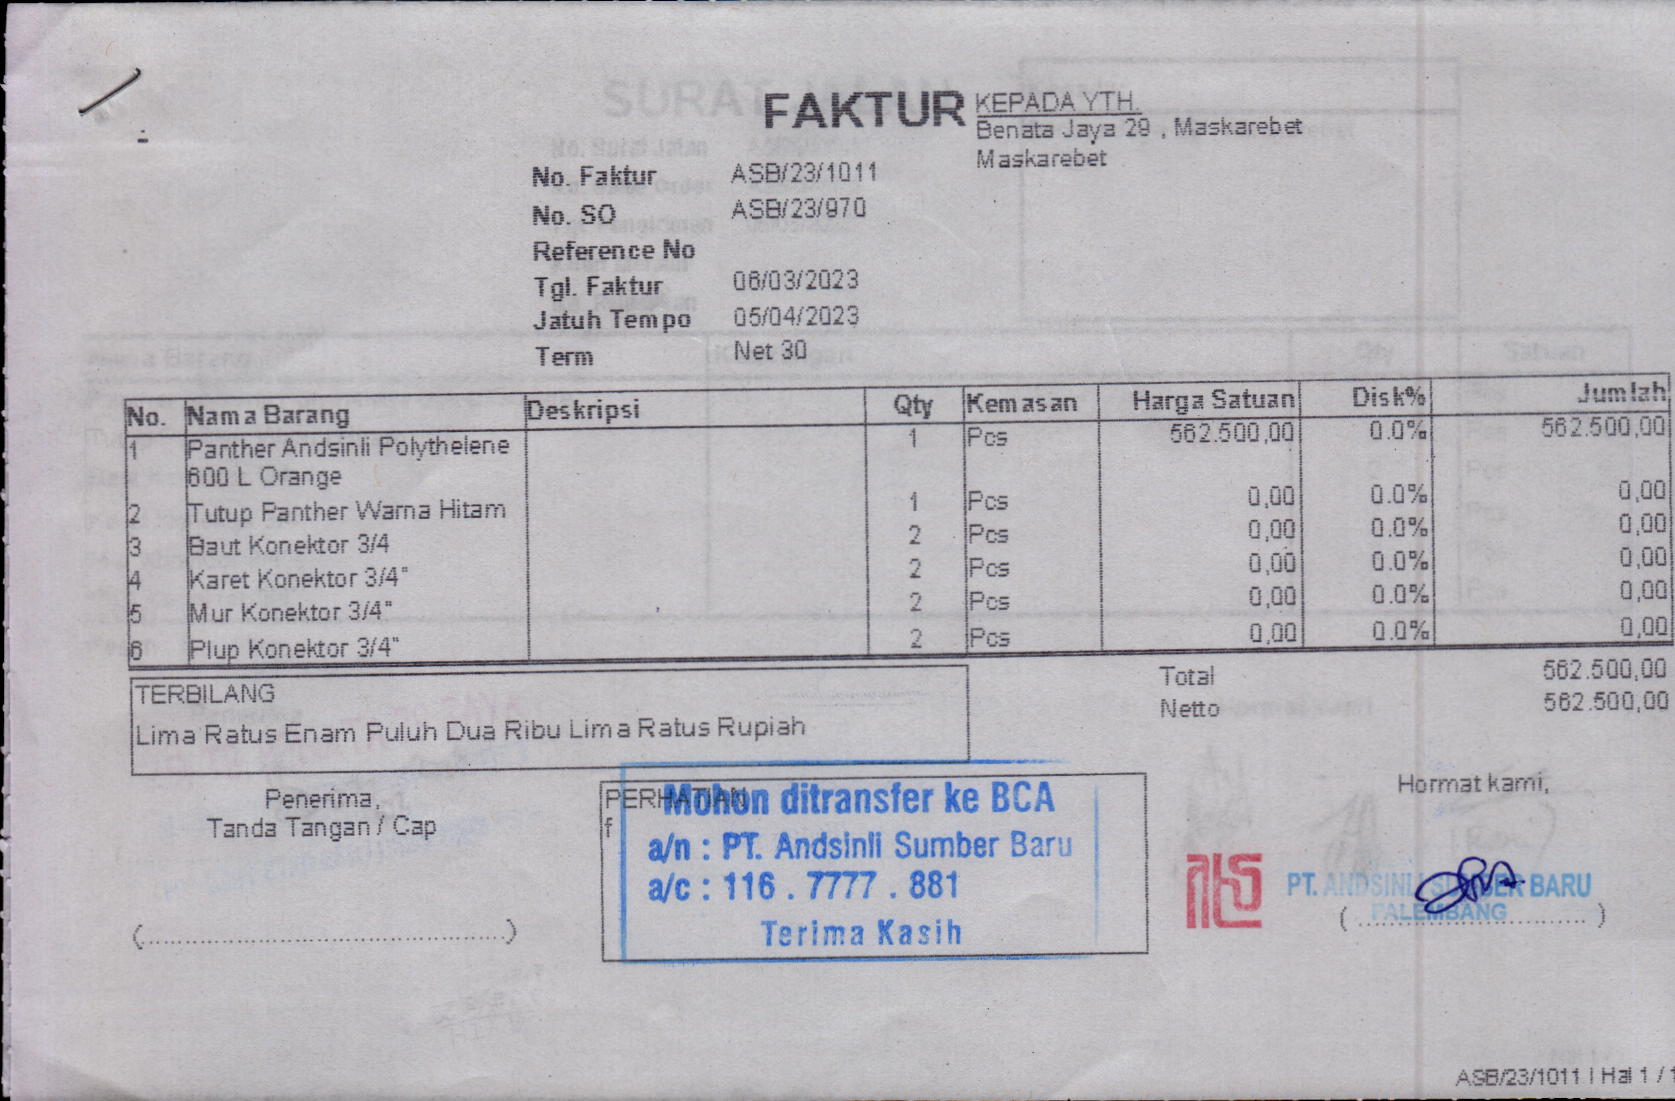 FAKTUR
KEPADA YTH.
Benata Jaya 29 , Maskarebet
Maskarebet
No. Faktur ASB/23/1011
No. SO ASB/23/970
Reference No
Tgl. Faktur 06/03/2023
Jatuh Tempo 05/04/2023
Term Net 30
No. Nama Barang Deskripsi Qty Kemasan Harga Satuan Disk% Jumlah
1 Panther Andsinli Polythelene 1 Pcs 562.500,00 0.0% 562.500,00
600 L Orange
2 Tutup Panther Warna Hitam 1 Pcs 0,00 0.0% 0,00
3 Baut Konektor 3/4 2 Pcs 0,00 0.0% 0,00
4 Karet Konektor 3/4" 2 Pcs 0,00 0.0% 0,00
5 Mur Konektor 3/4" 2 Pcs 0,00 0.0% 0,00
6 Plup Konektor 3/4" 2 Pcs 0,00 0.0% 0,00
Total 562.500,00
Netto 562.500,00
TERBILANG
Lima Ratus Enam Puluh Dua Ribu Lima Ratus Rupiah
Penerima,
Tanda Tangan / Cap
(..............................................)
PERHATIAN
f
Mohon ditransfer ke BCA
a/n : PT. Andsinli Sumber Baru
a/c : 116 . 7777 . 881
Terima Kasih
Hormat kami,
PT. ANDSINLI SUMBER BARU
PALEMBANG
(..............................)
ASB/23/1011 | Hal 1 / 1